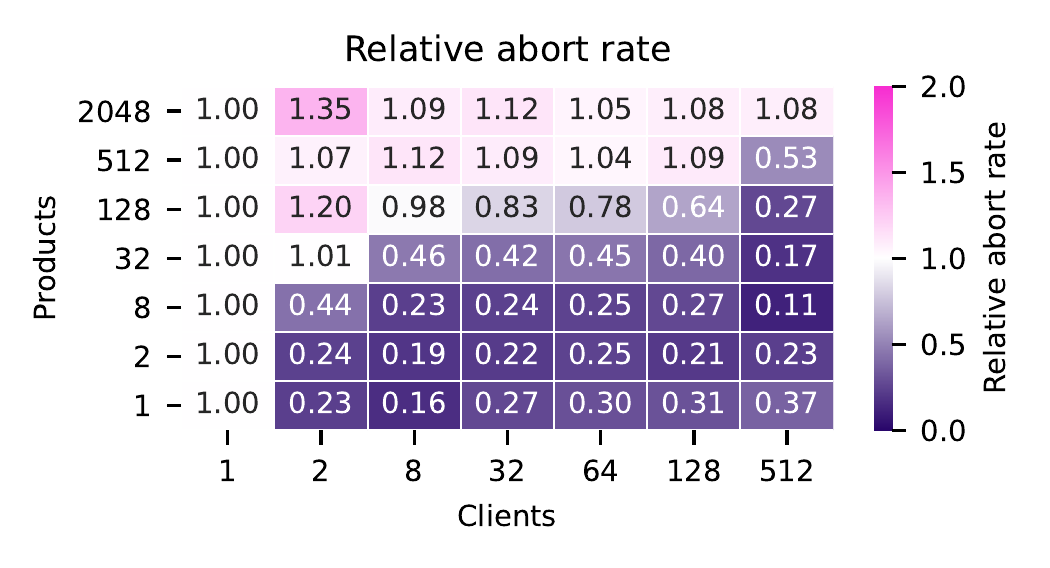 Relative abort rate
2048 1.00 1.35 1.09 1.12 1.05 1.08 1.08
512 1.00 1.07 1.12 1.09 1.04 1.09 0.53
128 1.00 1.20 0.98 0.83 0.78 0.64 0.27
32 1.00 1.01 0.46 0.42 0.45 0.40 0.17
8 1.00 0.44 0.23 0.24 0.25 0.27 0.11
2 1.00 0.24 0.19 0.22 0.25 0.21 0.23
1 1.00 0.23 0.16 0.27 0.30 0.31 0.37
Products
1 2 8 32 64 128 512
Clients
2.0
1.5
1.0
0.5
0.0
Relative abort rate